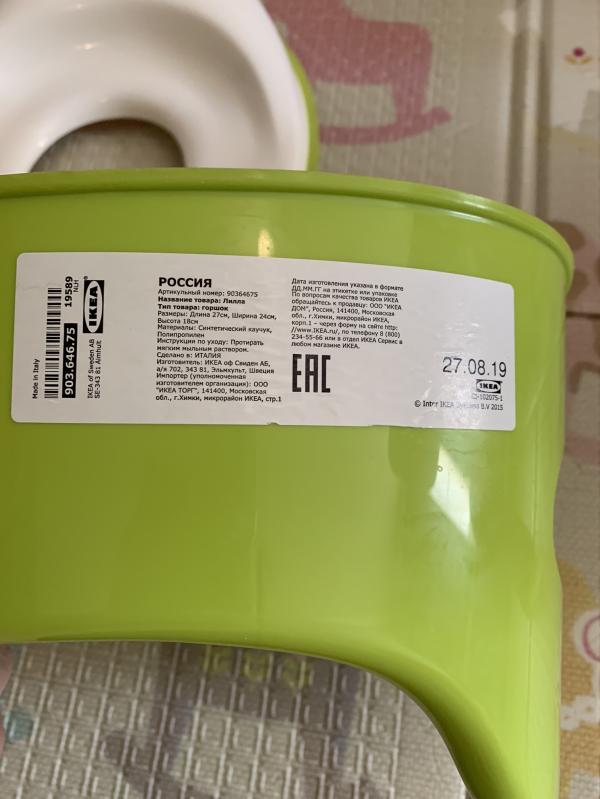 Made in Italy
903.646.75
19589
NLH
IKEA
IKEA of Sweden AB
SE-343 81 Älmhult
РОССИЯ
Артикульный номер: 90364675
Название товара: Лилла
Тип товара: горшок
Размеры: Длина 27см, Ширина 24см,
Высота 18см
Материалы: Синтетический каучук,
Полипропилен
Инструкции по уходу: Протирать
мягким мыльным раствором.
Сделано в: ИТАЛИЯ
Изготовитель: ИКЕА оф Свиден АБ,
а/я 702, 343 81, Эльмхульт, Швеция
Импортер (уполномоченная
изготовителем организация): ООО
"ИКЕА ТОРГ", 141400, Московская
обл., г.Химки, микрорайон ИКЕА, стр.1
Дата изготовления указана в формате
ДД.ММ.ГГ на этикетке или упаковке
По вопросам качества товаров ИКЕА
обращайтесь к продавцу: ООО "ИКЕА
ДОМ", Россия, 141400, Московская
обл., г.Химки, микрорайон ИКЕА,
корп.1 – через форму на сайте http:
//www.IKEA.ru/, по телефону 8 (800)
234-55-66 или в отдел ИКЕА Сервис в
любом магазине ИКЕА.
EAC
27.08.19
IKEA
CI-102075-1
© Inter IKEA Systems B.V 2015